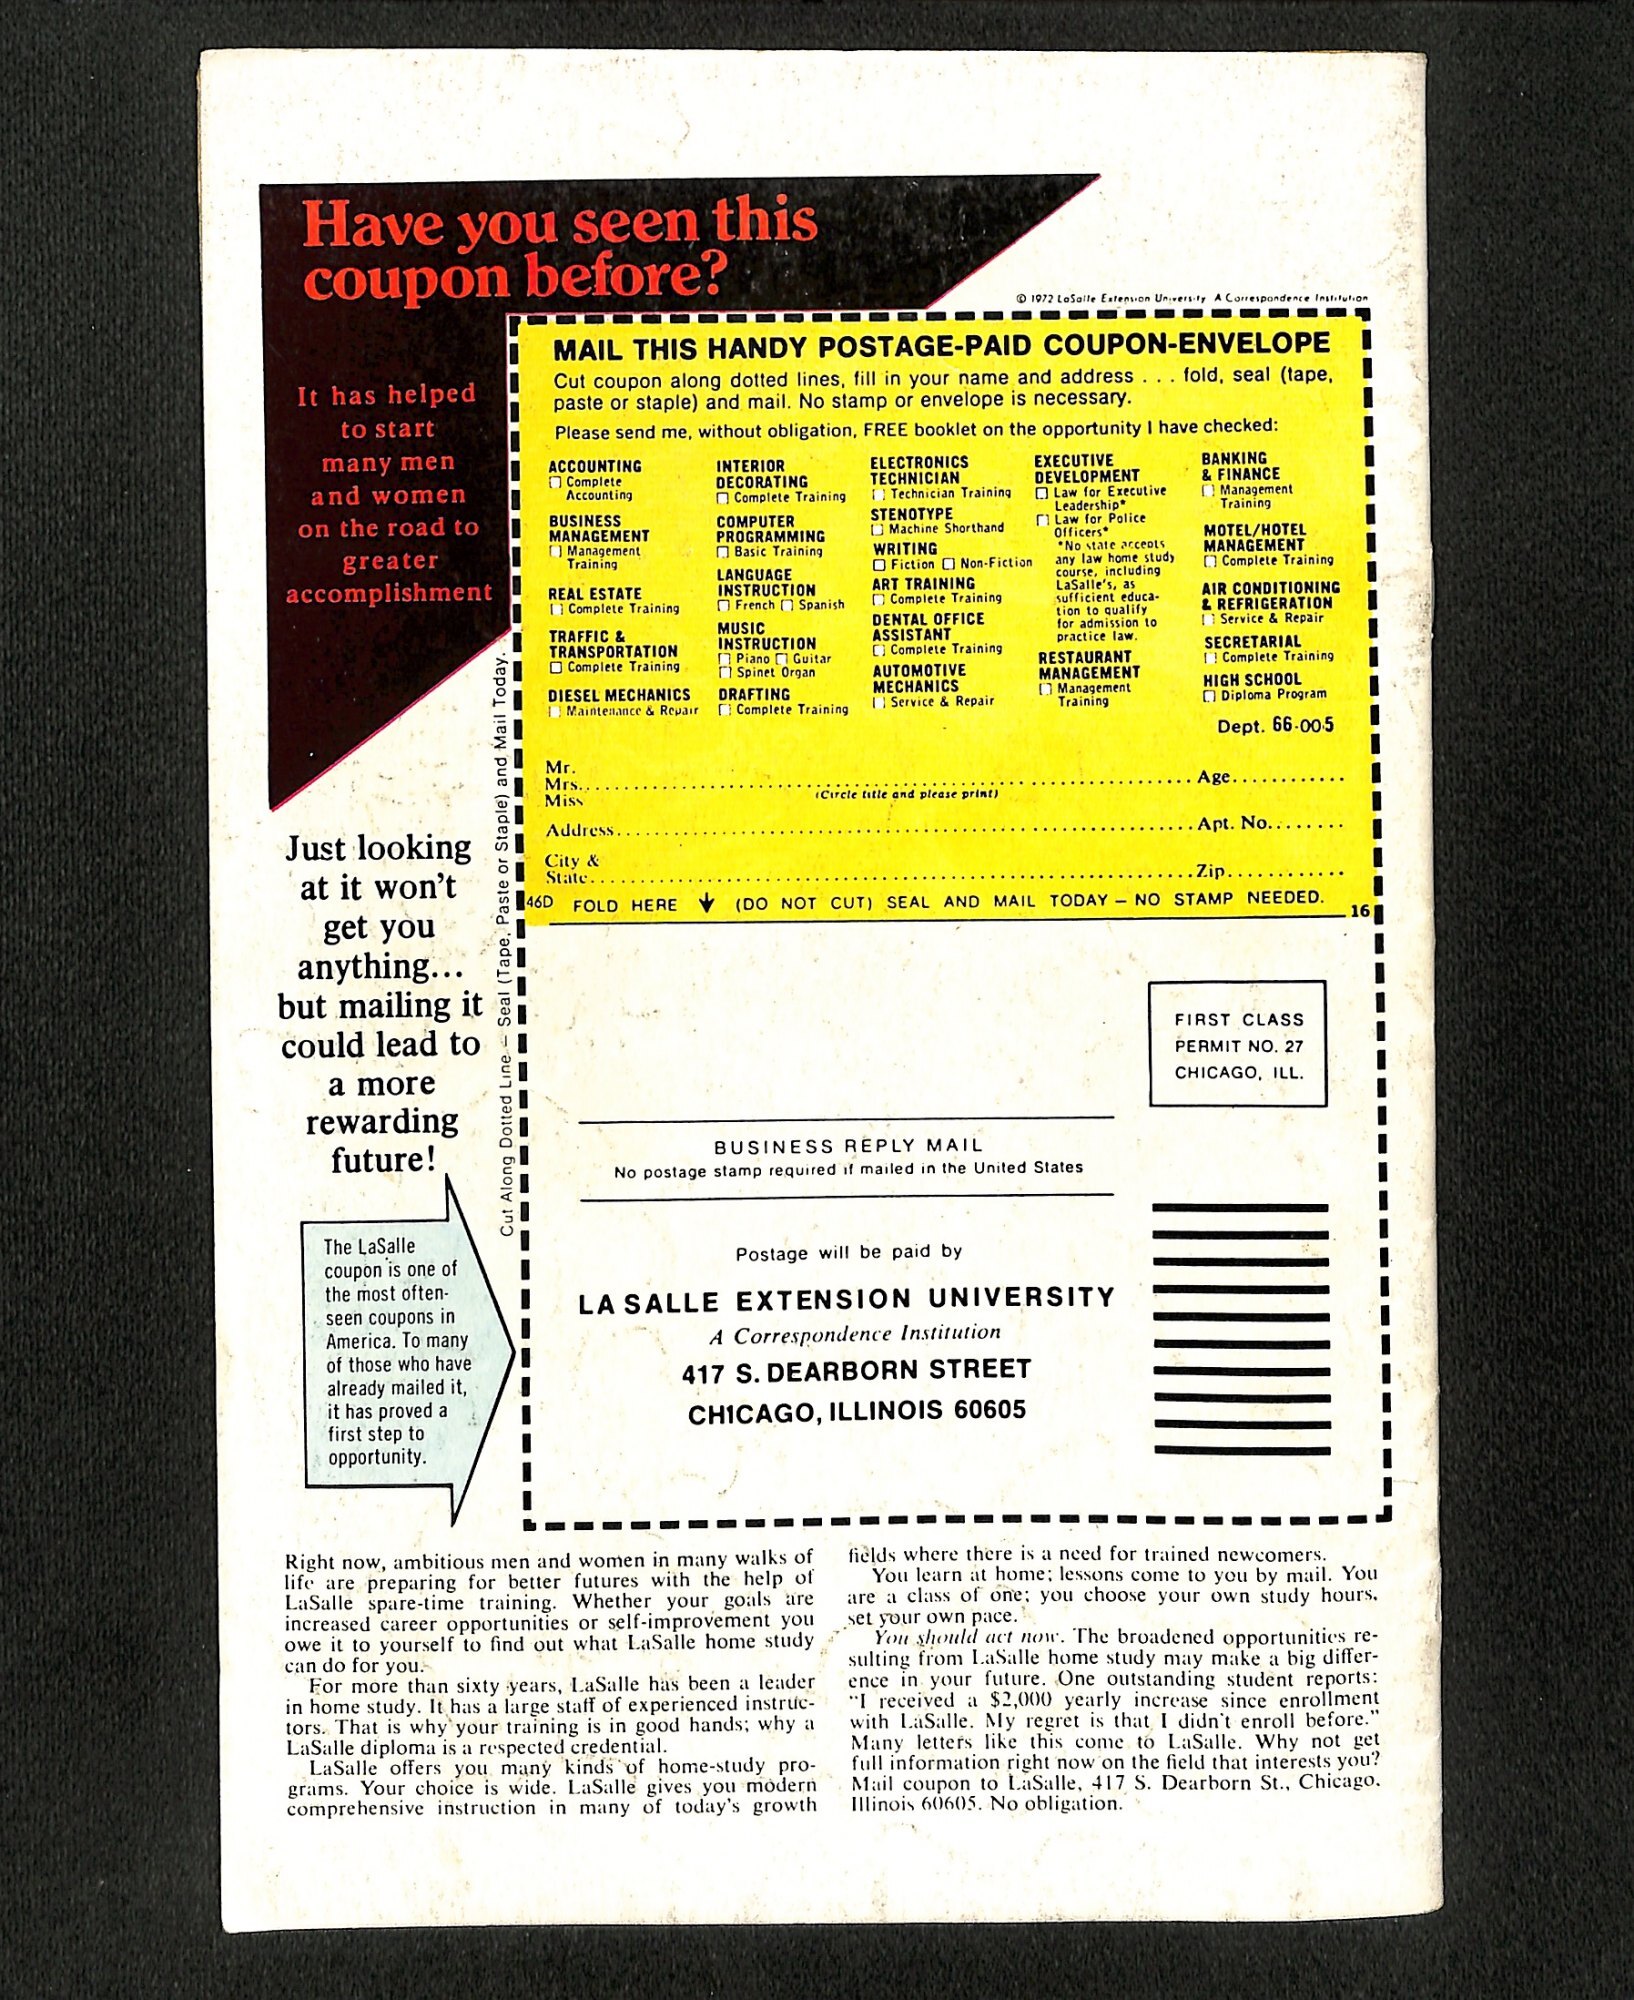 Have you seen this
coupon before?
It has helped
to start
many men
and women
on the road to
greater
accomplishment
© 1972 LaSalle Extension University A Correspondence Institution
MAIL THIS HANDY POSTAGE-PAID COUPON-ENVELOPE
Cut coupon along dotted lines, fill in your name and address . . . fold, seal (tape,
paste or staple) and mail. No stamp or envelope is necessary.
Please send me, without obligation, FREE booklet on the opportunity I have checked:
ACCOUNTING
Complete
Accounting
BUSINESS
MANAGEMENT
Management
Training
REAL ESTATE
Complete Training
TRAFFIC &
TRANSPORTATION
Complete Training
DIESEL MECHANICS
Maintenance & Repair
INTERIOR
DECORATING
Complete Training
COMPUTER
PROGRAMMING
Basic Training
LANGUAGE
INSTRUCTION
French Spanish
MUSIC
INSTRUCTION
Piano Guitar
Spinet Organ
DRAFTING
Complete Training
ELECTRONICS
TECHNICIAN
Technician Training
STENOTYPE
Machine Shorthand
WRITING
Fiction Non-Fiction
ART TRAINING
Complete Training
DENTAL OFFICE
ASSISTANT
Complete Training
AUTOMOTIVE
MECHANICS
Service & Repair
EXECUTIVE
DEVELOPMENT
Law for Executive
Leadership*
Law for Police
Officers*
*No state accepts
any law home study
course, including
LaSalle's, as
sufficient educa-
tion to qualify
for admission to
practice law.
RESTAURANT
MANAGEMENT
Management
Training
BANKING
& FINANCE
Management
Training
MOTEL/HOTEL
MANAGEMENT
Complete Training
AIR CONDITIONING
& REFRIGERATION
Service & Repair
SECRETARIAL
Complete Training
HIGH SCHOOL
Diploma Program
Dept. 66-005
Mr.
Mrs. Age
Miss (Circle title and please print)
Address Apt. No.
City &
State Zip
46D FOLD HERE (DO NOT CUT) SEAL AND MAIL TODAY – NO STAMP NEEDED.
16
Cut Along Dotted Line – Seal (Tape, Paste or Staple) and Mail Today.
Just looking
at it won't
get you
anything...
but mailing it
could lead to
a more
rewarding
future!
The LaSalle
coupon is one of
the most often-
seen coupons in
America. To many
of those who have
already mailed it,
it has proved a
first step to
opportunity.
FIRST CLASS
PERMIT NO. 27
CHICAGO, ILL.
BUSINESS REPLY MAIL
No postage stamp required if mailed in the United States
Postage will be paid by
LA SALLE EXTENSION UNIVERSITY
A Correspondence Institution
417 S. DEARBORN STREET
CHICAGO, ILLINOIS 60605
Right now, ambitious men and women in many walks of
life are preparing for better futures with the help of
LaSalle spare-time training. Whether your goals are
increased career opportunities or self-improvement you
owe it to yourself to find out what LaSalle home study
can do for you.
For more than sixty years, LaSalle has been a leader
in home study. It has a large staff of experienced instruc-
tors. That is why your training is in good hands; why a
LaSalle diploma is a respected credential.
LaSalle offers you many kinds of home-study pro-
grams. Your choice is wide. LaSalle gives you modern
comprehensive instruction in many of today's growth
fields where there is a need for trained newcomers.
You learn at home; lessons come to you by mail. You
are a class of one; you choose your own study hours,
set your own pace.
You should act now. The broadened opportunities re-
sulting from LaSalle home study may make a big differ-
ence in your future. One outstanding student reports:
"I received a $2,000 yearly increase since enrollment
with LaSalle. My regret is that I didn't enroll before."
Many letters like this come to LaSalle. Why not get
full information right now on the field that interests you?
Mail coupon to LaSalle, 417 S. Dearborn St., Chicago,
Illinois 60605. No obligation.